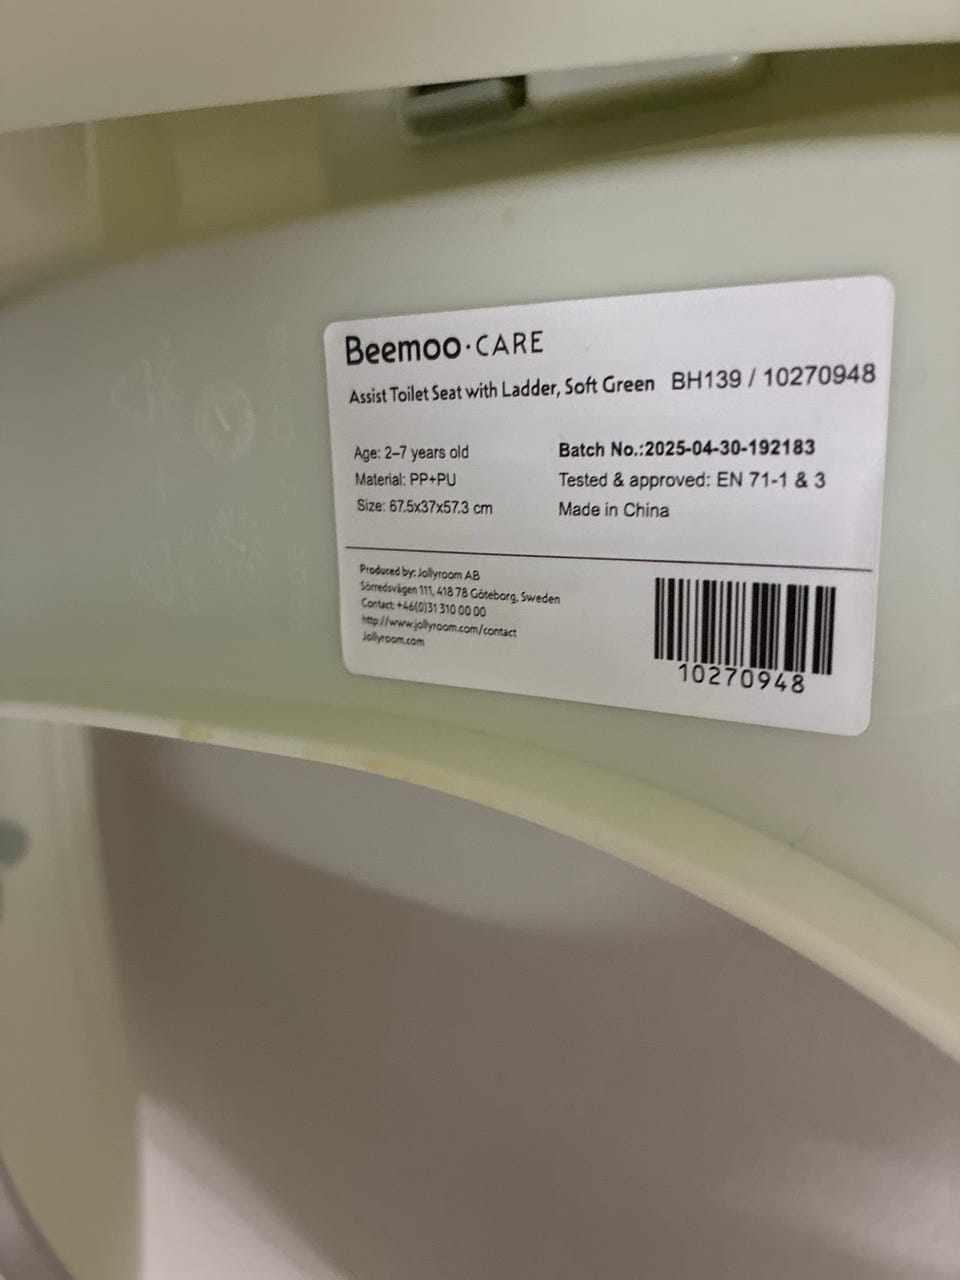 Beemoo·CARE
Assist Toilet Seat with Ladder, Soft Green BH139 / 10270948
Age: 2–7 years old
Material: PP+PU
Size: 67.5x37x57.3 cm
Batch No.:2025-04-30-192183
Tested & approved: EN 71-1 & 3
Made in China
Produced by: Jollyroom AB
Sörredsvägen 111, 418 78 Göteborg, Sweden
Contact: +46(0)31 310 00 00
http://www.jollyroom.com/contact
Jollyroom.com
10270948